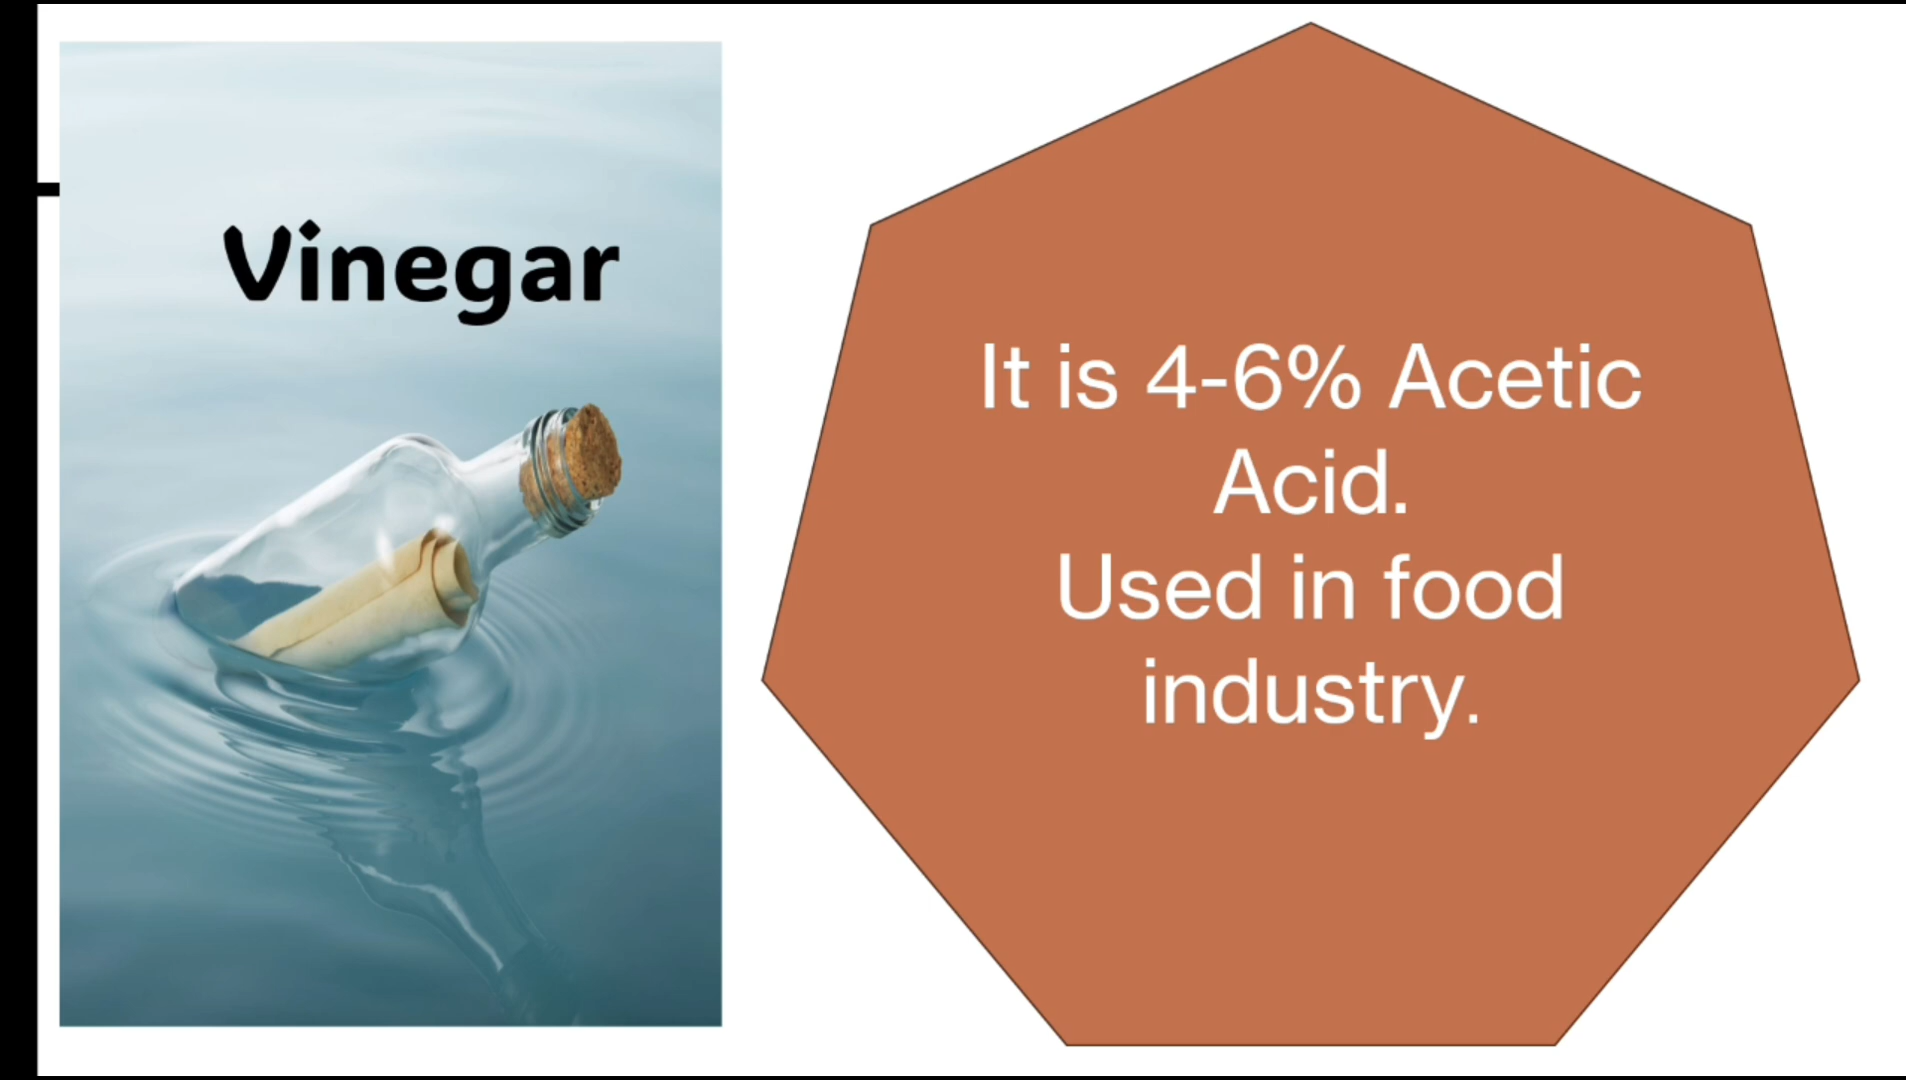 Vinegar
It is 4-6% Acetic
Acid.
Used in food
industry.